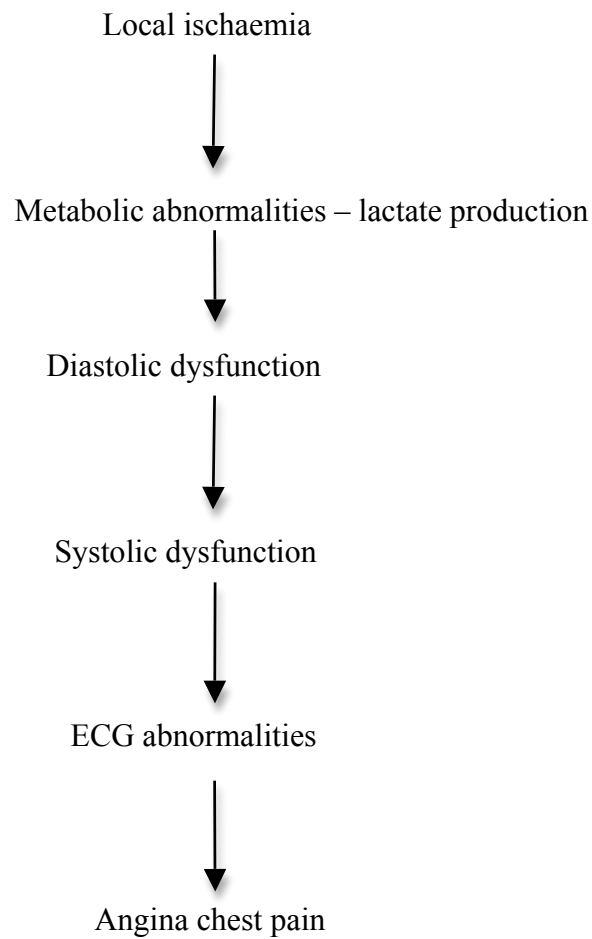 Local ischaemia
Metabolic abnormalities – lactate production
Diastolic dysfunction
Systolic dysfunction
ECG abnormalities
Angina chest pain